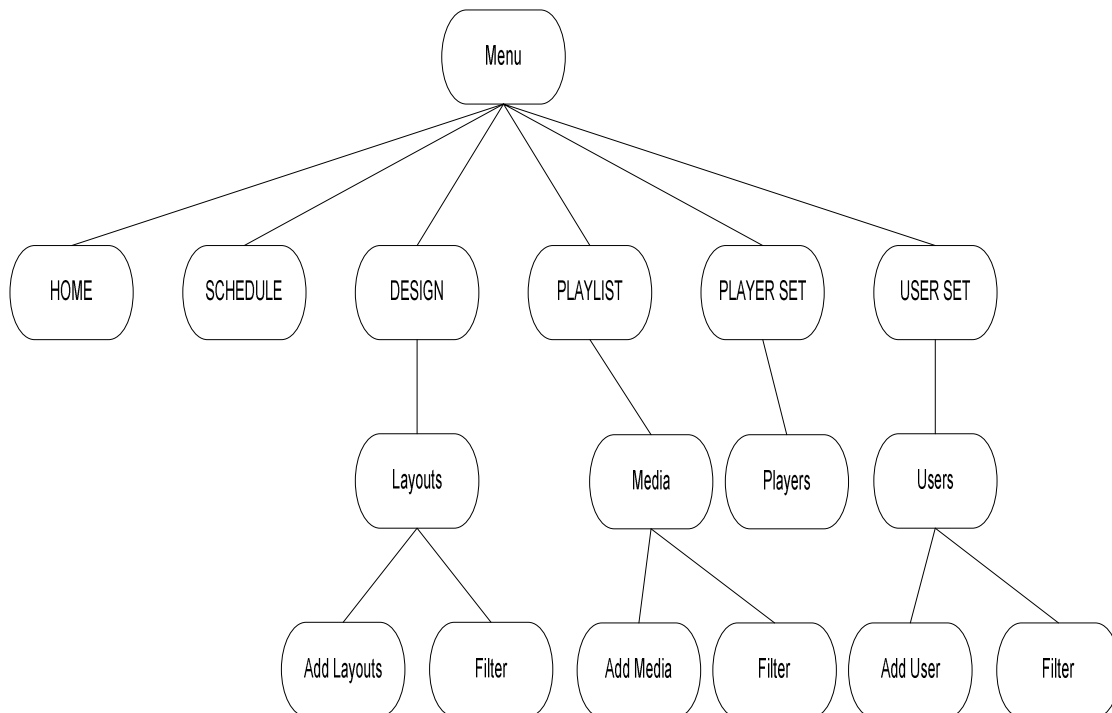 Menu
HOME
SCHEDULE
DESIGN
PLAYLIST
PLAYER SET
USER SET
Layouts
Media
Players
Users
Add Layouts
Filter
Add Media
Filter
Add User
Filter